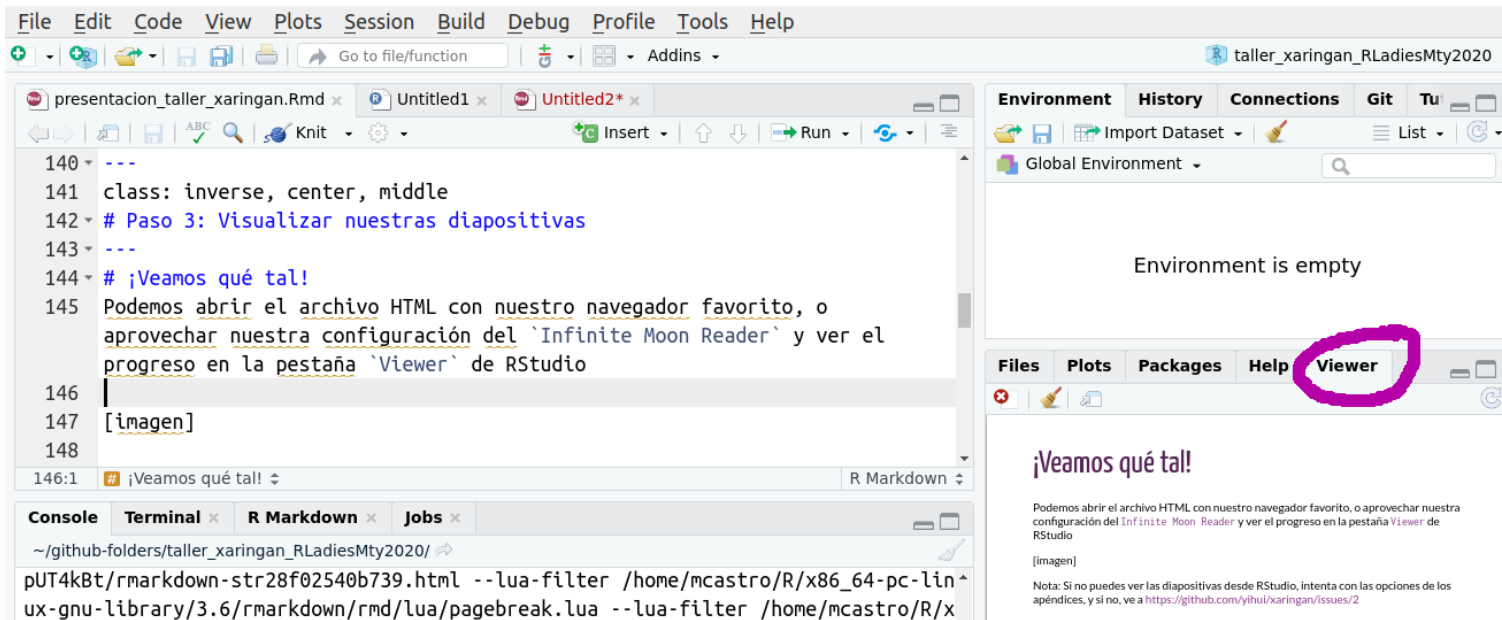 File Edit Code View Plots Session Build Debug Profile Tools Help
Go to file/function Addins taller_xaringan_RLadiesMty2020
presentacion_taller_xaringan.Rmd Untitled1 Untitled2*
ABC Knit Insert Run
140 ---
141 class: inverse, center, middle
142 # Paso 3: Visualizar nuestras diapositivas
143 ---
144 # ¡Veamos qué tal!
145 Podemos abrir el archivo HTML con nuestro navegador favorito, o
aprovechar nuestra configuración del `Infinite Moon Reader` y ver el
progreso en la pestaña `Viewer` de RStudio
146
147 [imagen]
148
146:1 # ¡Veamos qué tal! R Markdown
Console Terminal R Markdown Jobs
~/github-folders/taller_xaringan_RLadiesMty2020/
pUT4kBt/rmarkdown-str28f02540b739.html --lua-filter /home/mcastro/R/x86_64-pc-lin
ux-gnu-library/3.6/rmarkdown/rmd/lua/pagebreak.lua --lua-filter /home/mcastro/R/x
Environment History Connections Git Tu
Import Dataset List
Global Environment
Environment is empty
Files Plots Packages Help Viewer
¡Veamos qué tal!
Podemos abrir el archivo HTML con nuestro navegador favorito, o aprovechar nuestra
configuración del Infinite Moon Reader y ver el progreso en la pestaña Viewer de
RStudio
[imagen]
Nota: Si no puedes ver las diapositivas desde RStudio, intenta con las opciones de los
apéndices, y si no, ve a https://github.com/yihui/xaringan/issues/2